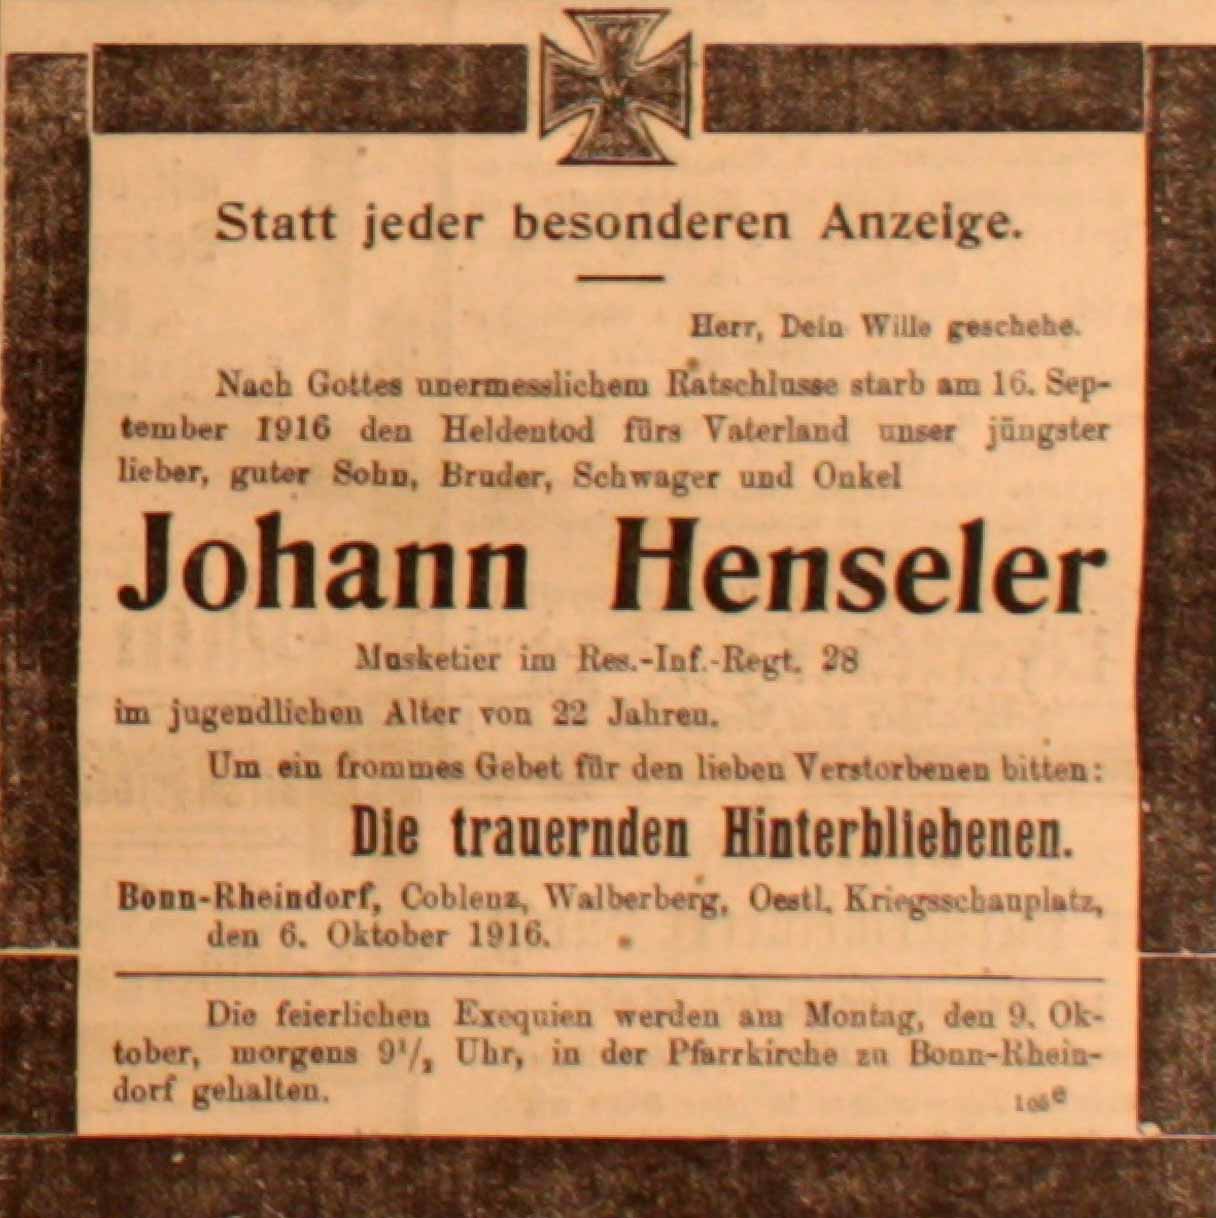 W
Statt jeder besonderen Anzeige.
Herr, Dein Wille geschehe.
Nach Gottes unermesslichem Ratschlusse starb am 16. Sep-
tember 1916 den Heldentod fürs Vaterland unser jüngster
lieber, guter Sohn, Bruder, Schwager und Onkel
Johann Henseler
Musketier im Res.-Inf.-Regt. 28
im jugendlichen Alter von 22 Jahren.
Um ein frommes Gebet für den lieben Verstorbenen bitten:
Die trauernden Hinterbliebenen.
Bonn-Rheindorf, Coblenz, Walberberg, Oestl. Kriegsschauplatz,
den 6. Oktober 1916.
Die feierlichen Exequien werden am Montag, den 9. Ok-
tober, morgens 9¹/₂ Uhr, in der Pfarrkirche zu Bonn-Rhein-
dorf gehalten.